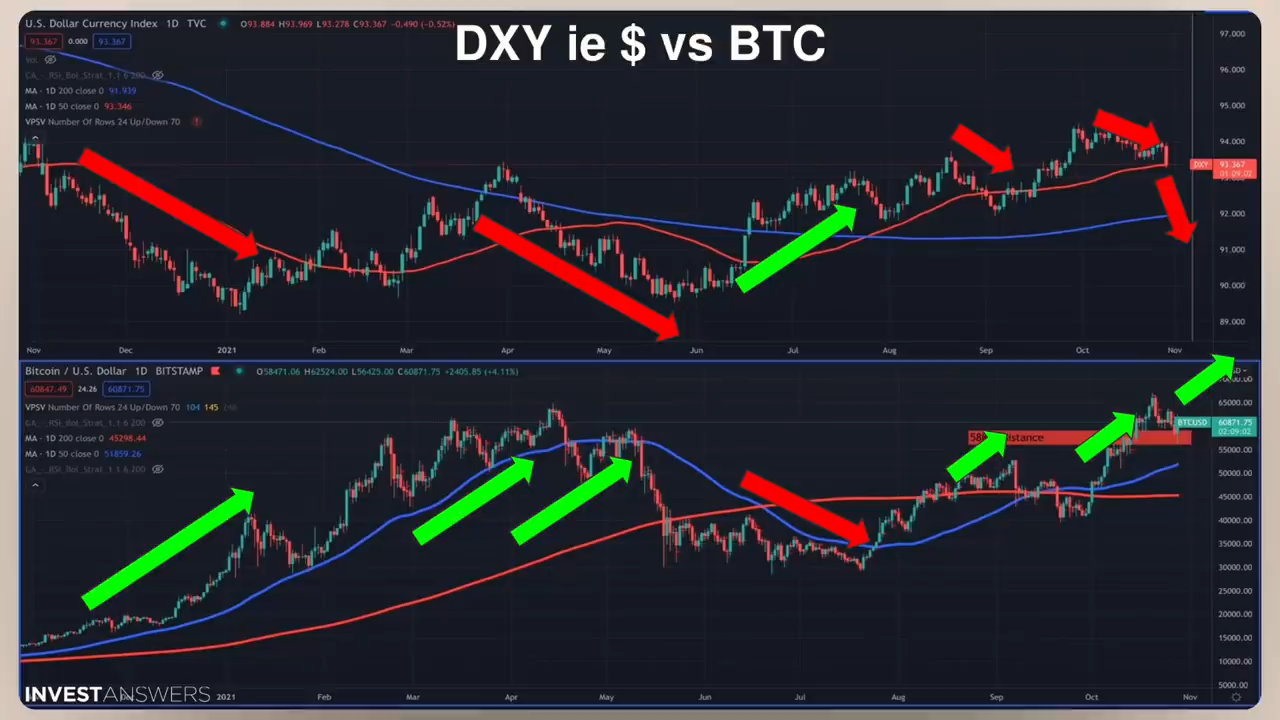 DXY ie $ vs BTC
U.S. Dollar Currency Index 1D TVC O93.884 H93.969 L93.278 C93.367 -0.490 (-0.52%)
93.367 0.000 93.367
Vol
MA - 1D 200 close 0 91.939
MA - 1D 50 close 0 93.346
VPSV Number Of Rows 24 Up/Down 70
97.000
96.000
95.000
94.000
DXY 93.367
01:09:02
92.000
91.000
90.000
89.000
Nov Dec 2021 Feb Mar Apr May Jun Jul Aug Sep Oct Nov
Bitcoin / U.S. Dollar 1D BITSTAMP O58471.06 H62524.00 L56425.00 C60871.75 +2405.85 (+4.11%)
60847.49 24.26 60871.75
VPSV Number Of Rows 24 Up/Down 70 104 145
MA - 1D 200 close 0 45298.44
MA - 1D 50 close 0 51859.26
70000.00
65000.00
BTCUSD 60871.75
02:09:02
55000.00
50000.00
45000.00
40000.00
35000.00
30000.00
25000.00
20000.00
15000.00
10000.00
5000.00
INVESTANSWERS
2021 Feb Mar Apr May Jun Jul Aug Sep Oct Nov